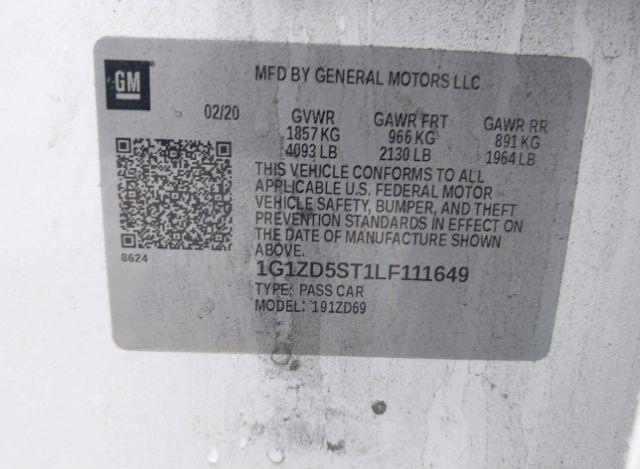 GM
MFD BY GENERAL MOTORS LLC
02/20 GVWR GAWR FRT GAWR RR
1857 KG 966 KG 891 KG
4093 LB 2130 LB 1964 LB
THIS VEHICLE CONFORMS TO ALL
APPLICABLE U.S. FEDERAL MOTOR
VEHICLE SAFETY, BUMPER, AND THEFT
PREVENTION STANDARDS IN EFFECT ON
THE DATE OF MANUFACTURE SHOWN
ABOVE.
8624
1G1ZD5ST1LF111649
TYPE: PASS CAR
MODEL: 191ZD69